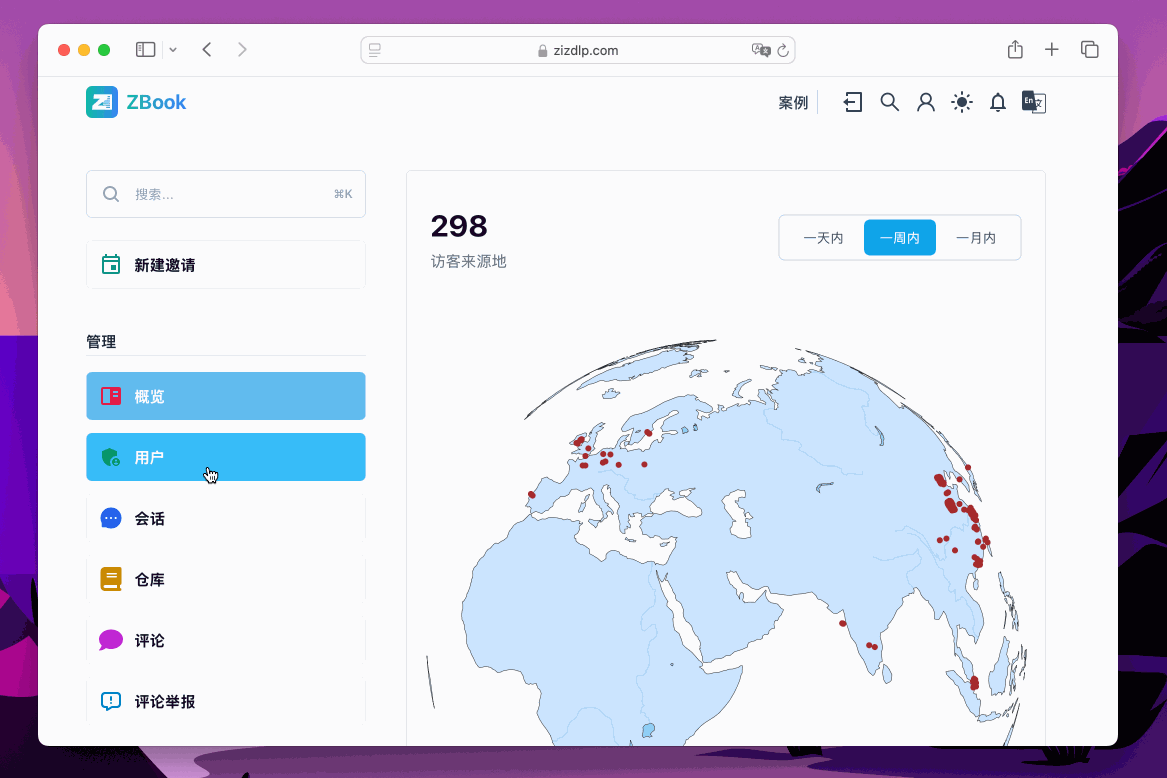 zizdlp.com
ZBook
案例
En 文
搜索...
⌘K
新建邀请
管理
概览
用户
会话
仓库
评论
评论举报
298
访客来源地
一天内
一周内
一月内